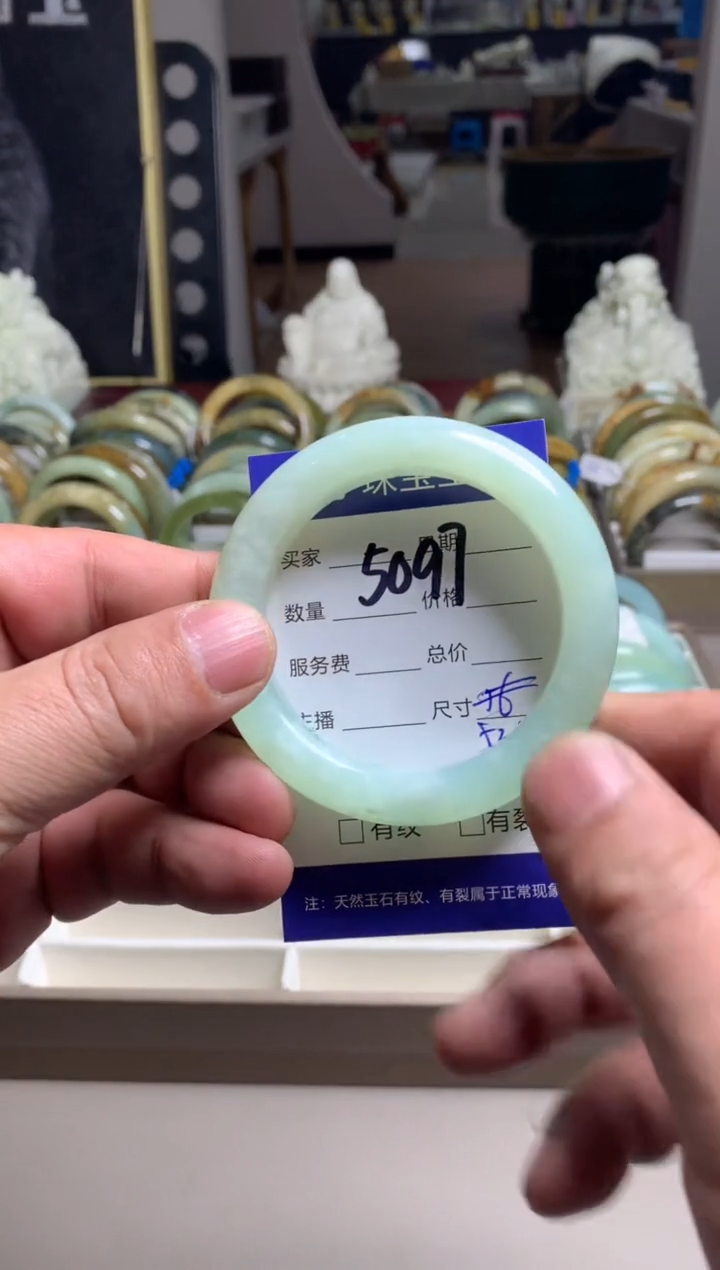 玉
珠宝
买家 日期
5097
数量 价格
服务费 总价
主播 尺寸
有纹 有裂
注：天然玉石有纹、有裂属于正常现象